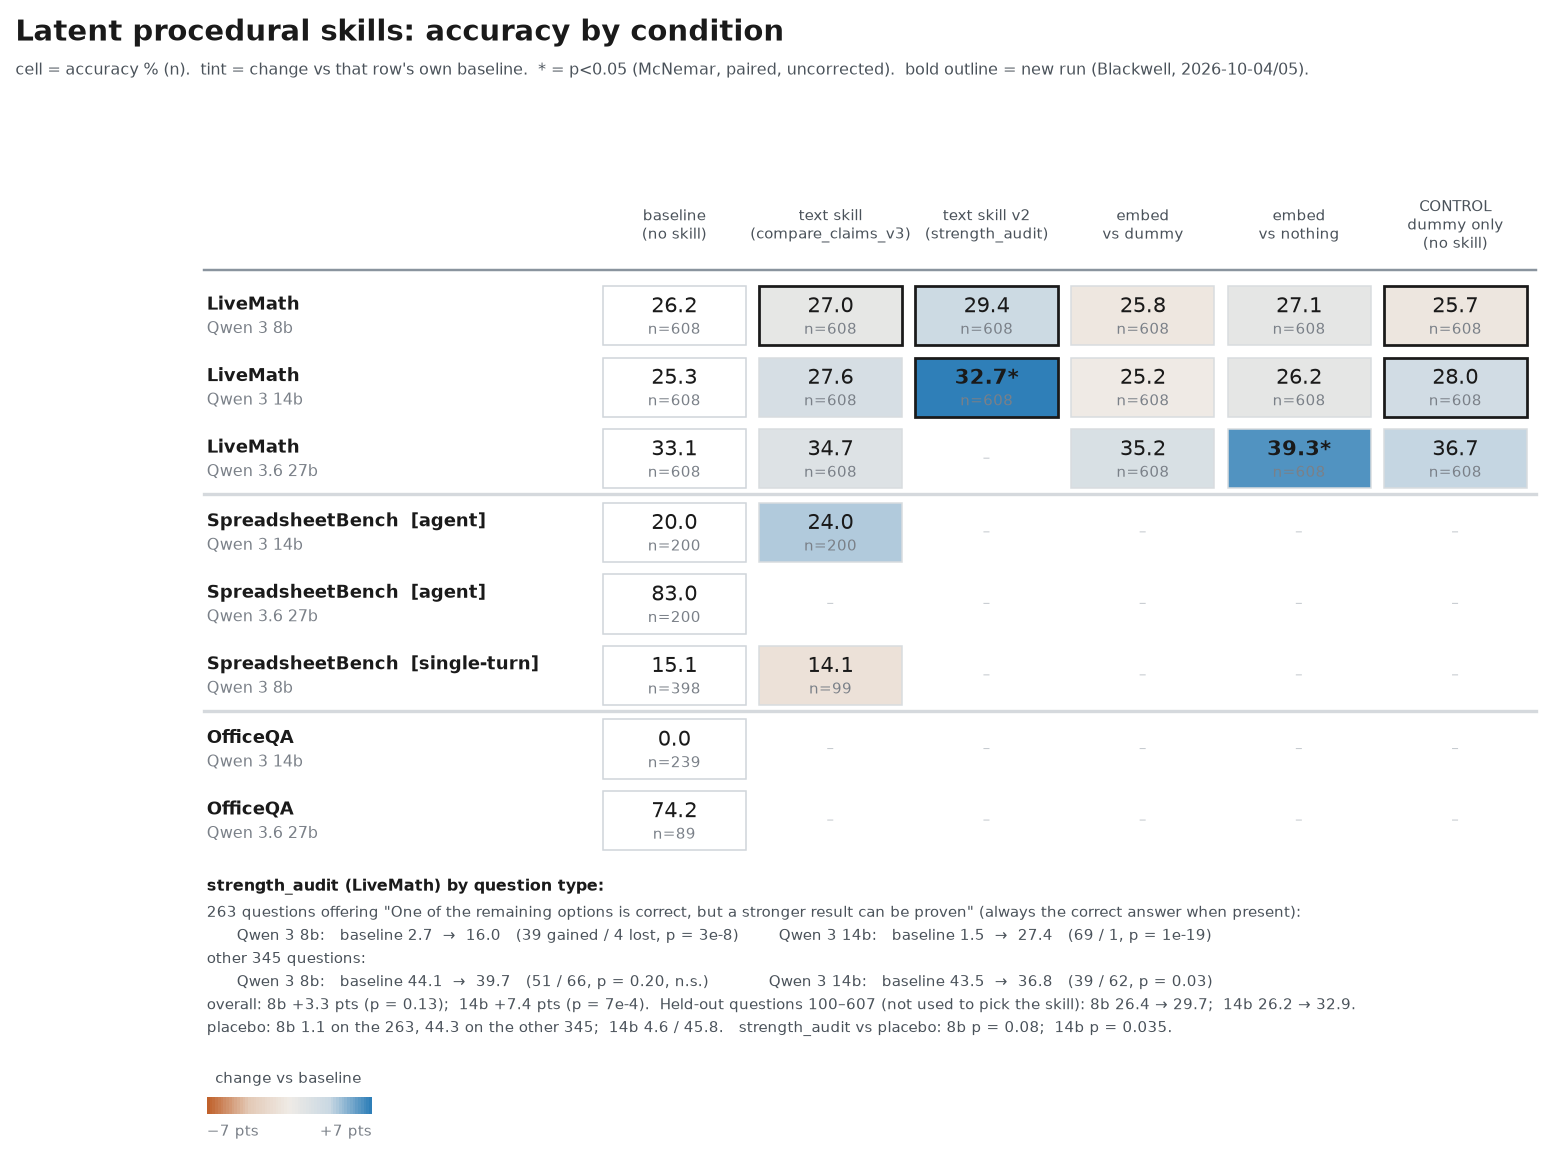 Latent procedural skills: accuracy by condition
cell = accuracy % (n).  tint = change vs that row's own baseline.  * = p<0.05 (McNemar, paired, uncorrected).  bold outline = new run (Blackwell, 2026-10-04/05).
baseline (no skill)
text skill (compare_claims_v3)
text skill v2 (strength_audit)
embed vs dummy
embed vs nothing
CONTROL dummy only (no skill)
LiveMath
26.2 27.0 29.4 25.8 27.1 25.7
Qwen 3 8b
n=608 n=608 n=608 n=608 n=608 n=608
LiveMath
25.3 27.6 32.7* 25.2 26.2 28.0
Qwen 3 14b
n=608 n=608 n=608 n=608 n=608 n=608
LiveMath
33.1 34.7 – 35.2 39.3* 36.7
Qwen 3.6 27b
n=608 n=608 n=608 n=608 n=608
SpreadsheetBench  [agent]
20.0 24.0 – – – –
Qwen 3 14b
n=200 n=200
SpreadsheetBench  [agent]
83.0 – – – – –
Qwen 3.6 27b
n=200
SpreadsheetBench  [single-turn]
15.1 14.1 – – – –
Qwen 3 8b
n=398 n=99
OfficeQA
0.0 – – – – –
Qwen 3 14b
n=239
OfficeQA
74.2 – – – – –
Qwen 3.6 27b
n=89
strength_audit (LiveMath) by question type:
263 questions offering "One of the remaining options is correct, but a stronger result can be proven" (always the correct answer when present):
Qwen 3 8b:   baseline 2.7  →  16.0   (39 gained / 4 lost, p = 3e-8)        Qwen 3 14b:   baseline 1.5  →  27.4   (69 / 1, p = 1e-19)
other 345 questions:
Qwen 3 8b:   baseline 44.1  →  39.7   (51 / 66, p = 0.20, n.s.)            Qwen 3 14b:   baseline 43.5  →  36.8   (39 / 62, p = 0.03)
overall: 8b +3.3 pts (p = 0.13);  14b +7.4 pts (p = 7e-4).  Held-out questions 100–607 (not used to pick the skill): 8b 26.4 → 29.7;  14b 26.2 → 32.9.
placebo: 8b 1.1 on the 263, 44.3 on the other 345;  14b 4.6 / 45.8.   strength_audit vs placebo: 8b p = 0.08;  14b p = 0.035.
change vs baseline
−7 pts +7 pts